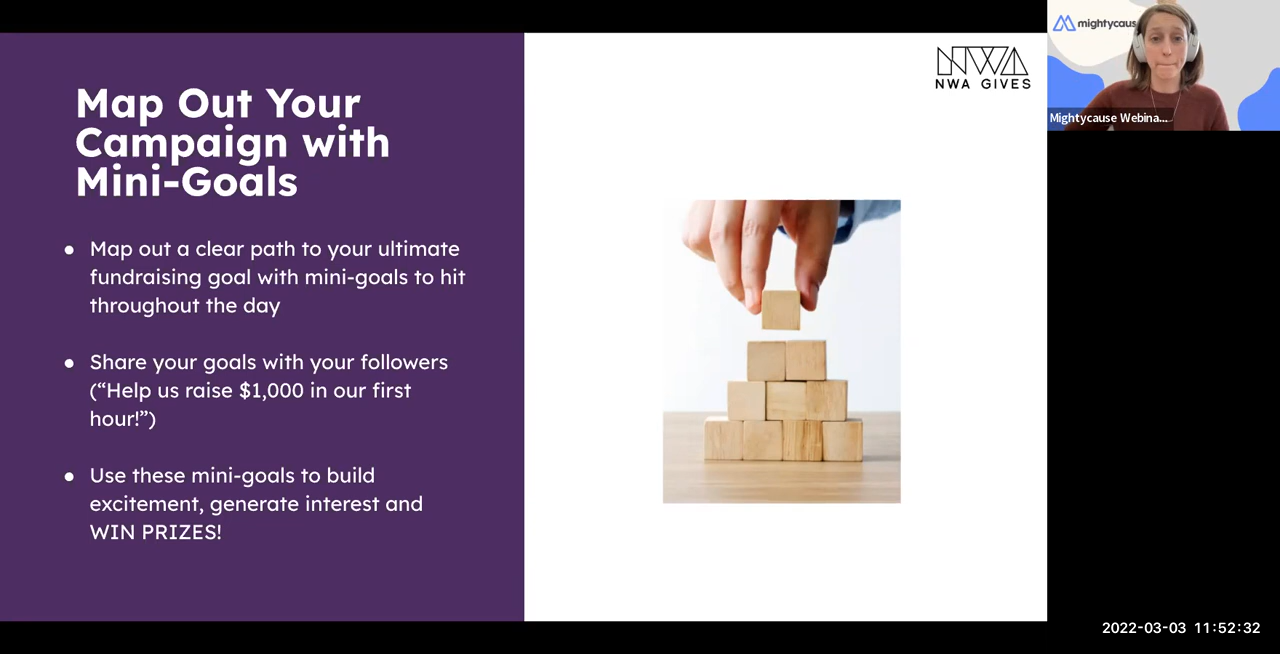 Map Out Your
Campaign with
Mini-Goals
● Map out a clear path to your ultimate
fundraising goal with mini-goals to hit
throughout the day
● Share your goals with your followers
(“Help us raise $1,000 in our first
hour!”)
● Use these mini-goals to build
excitement, generate interest and
WIN PRIZES!
NWA
NWA GIVES
mightycaus
Mightycause Webina...
2022-03-03 11:52:32